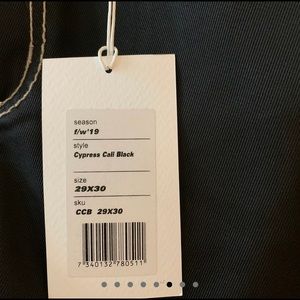 season
f/w'19
style
Cypress Cali Black
size
29X30
sku
CCB 29X30
7 340132 780511